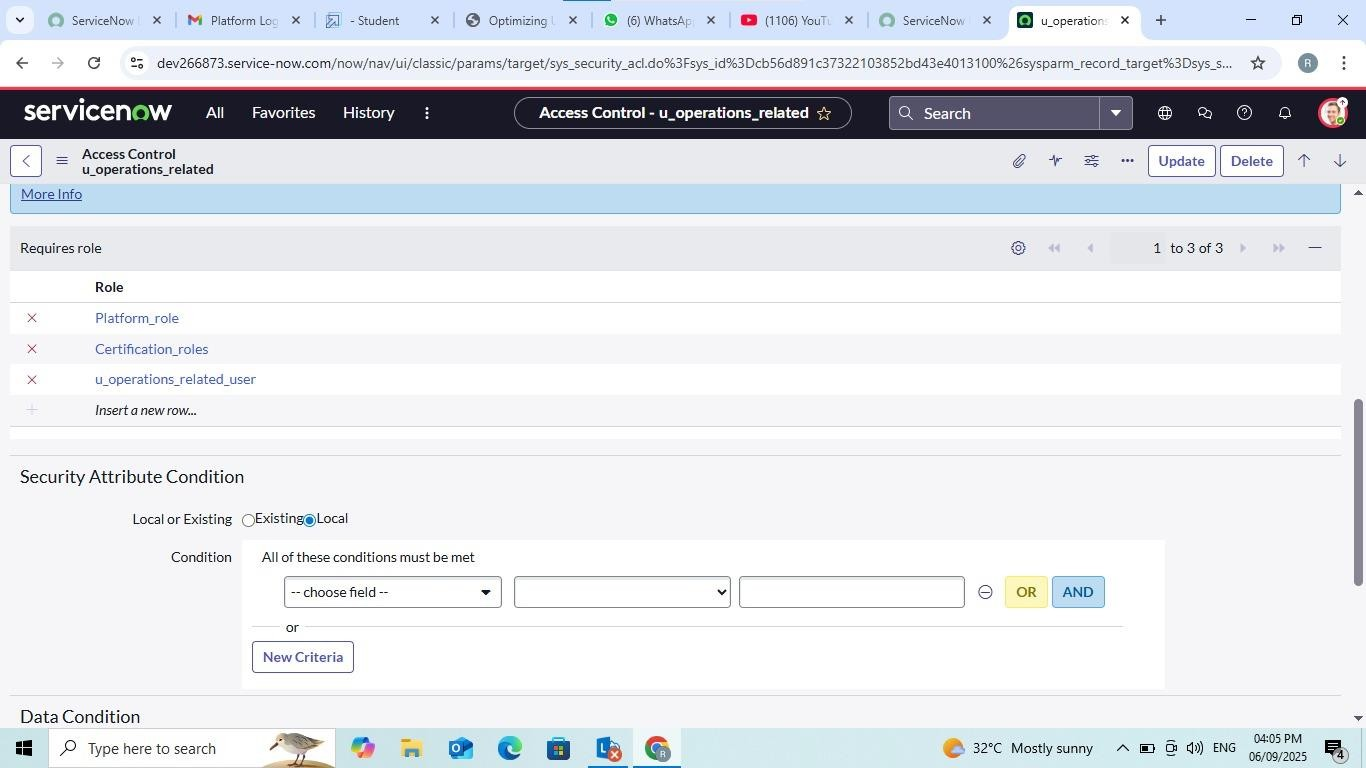 ServiceNow
Platform Log
- Student
Optimizing
(6) WhatsAp
(1106) YouTu
ServiceNow
u_operations
dev266873.service-now.com/now/nav/ui/classic/params/target/sys_security_acl.do%3Fsys_id%3Dcb56d891c37322103852bd43e4013100%26sysparm_record_target%3Dsys_s...
R
servicenow
All
Favorites
History
Access Control - u_operations_related
Search
Access Control
u_operations_related
Update
Delete
More Info
Requires role
1 to 3 of 3
Role
Platform_role
Certification_roles
u_operations_related_user
Insert a new row...
Security Attribute Condition
Local or Existing
Existing
Local
Condition
All of these conditions must be met
-- choose field --
OR
AND
or
New Criteria
Data Condition
Type here to search
32°C Mostly sunny
ENG
04:05 PM
06/09/2025
4